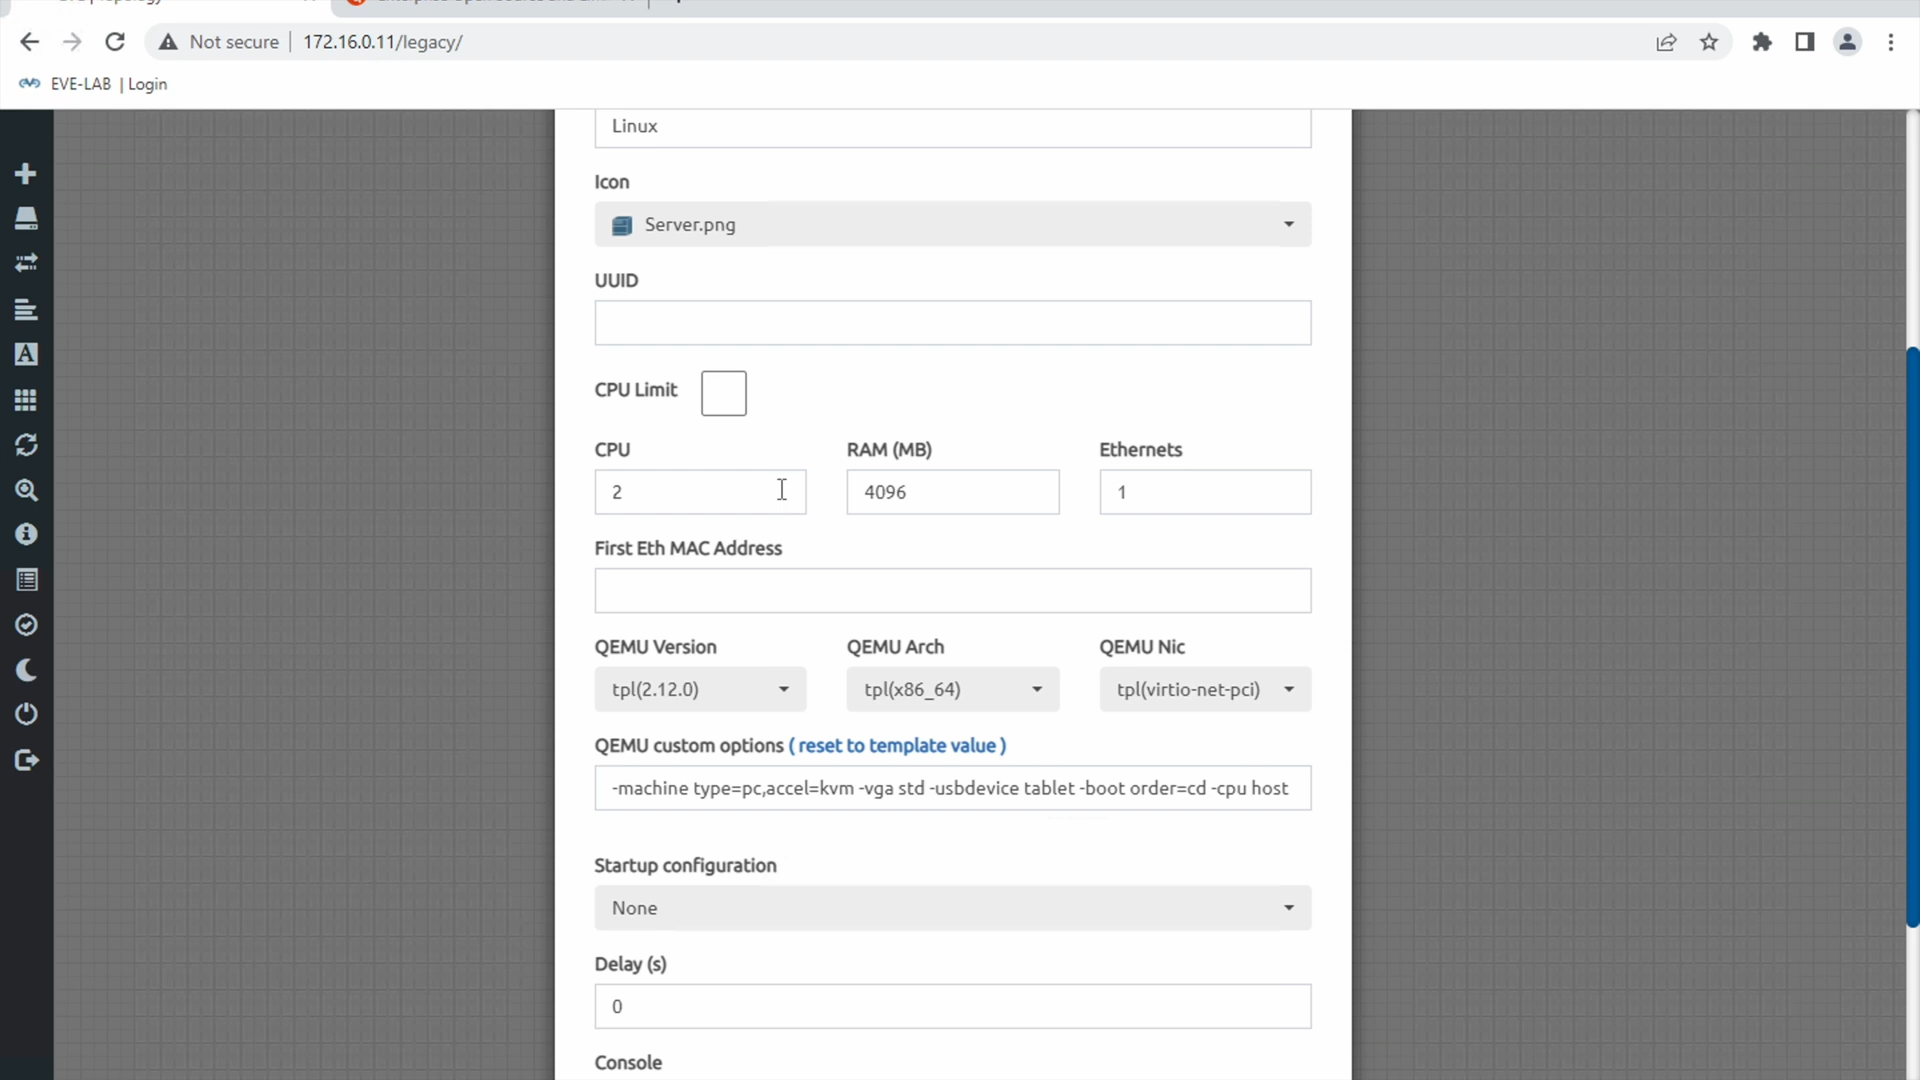 Not secure | 172.16.0.11/legacy/
EVE-LAB | Login
Linux
Icon
Server.png
UUID
CPU Limit
CPU RAM (MB) Ethernets
2 4096 1
First Eth MAC Address
QEMU Version QEMU Arch QEMU Nic
tpl(2.12.0) tpl(x86_64) tpl(virtio-net-pci)
QEMU custom options ( reset to template value )
-machine type=pc,accel=kvm -vga std -usbdevice tablet -boot order=cd -cpu host
Startup configuration
None
Delay (s)
0
Console